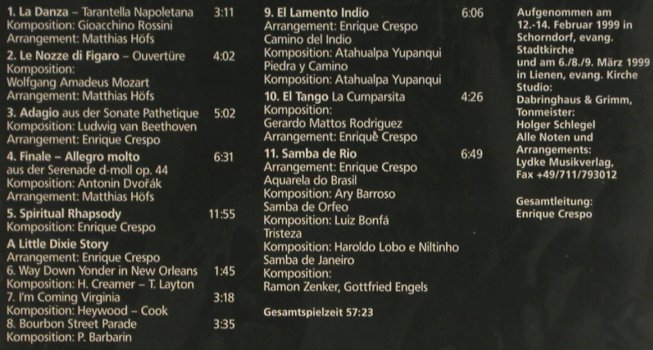 1. La Danza – Tarantella Napoletana 3:11
Komposition: Gioacchino Rossini
Arrangement: Matthias Höfs
2. Le Nozze di Figaro – Ouvertüre 4:02
Komposition:
Wolfgang Amadeus Mozart
Arrangement: Matthias Höfs
3. Adagio aus der Sonate Pathetique 5:02
Komposition: Ludwig van Beethoven
Arrangement: Enrique Crespo
4. Finale – Allegro molto 6:31
aus der Serenade d-moll op. 44
Komposition: Antonin Dvořák
Arrangement: Matthias Höfs
5. Spiritual Rhapsody 11:55
Komposition: Enrique Crespo
A Little Dixie Story
Arrangement: Enrique Crespo
6. Way Down Yonder in New Orleans 1:45
Komposition: H. Creamer – T. Layton
7. I'm Coming Virginia 3:18
Komposition: Heywood – Cook
8. Bourbon Street Parade 3:35
Komposition: P. Barbarin
9. El Lamento Indio 6:06
Arrangement: Enrique Crespo
Camino del Indio
Komposition: Atahualpa Yupanqui
Piedra y Camino
Komposition: Atahualpa Yupanqui
10. El Tango La Cumparsita 4:26
Komposition:
Gerardo Mattos Rodriguez
Arrangement: Enrique Crespo
11. Samba de Rio 6:49
Arrangement: Enrique Crespo
Aquarela do Brasil
Komposition: Ary Barroso
Samba de Orfeo
Komposition: Luiz Bonfá
Tristeza
Komposition: Haroldo Lobo e Niltinho
Samba de Janeiro
Komposition:
Ramon Zenker, Gottfried Engels
Gesamtspielzeit 57:23
Aufgenommen am
12.-14. Februar 1999 in
Schorndorf, evang.
Stadtkirche
und am 6./8./9. März 1999
in Lienen, evang. Kirche
Studio:
Dabringhaus & Grimm,
Tonmeister:
Holger Schlegel
Alle Noten und
Arrangements:
Lydke Musikverlag,
Fax +49/711/793012
Gesamtleitung:
Enrique Crespo